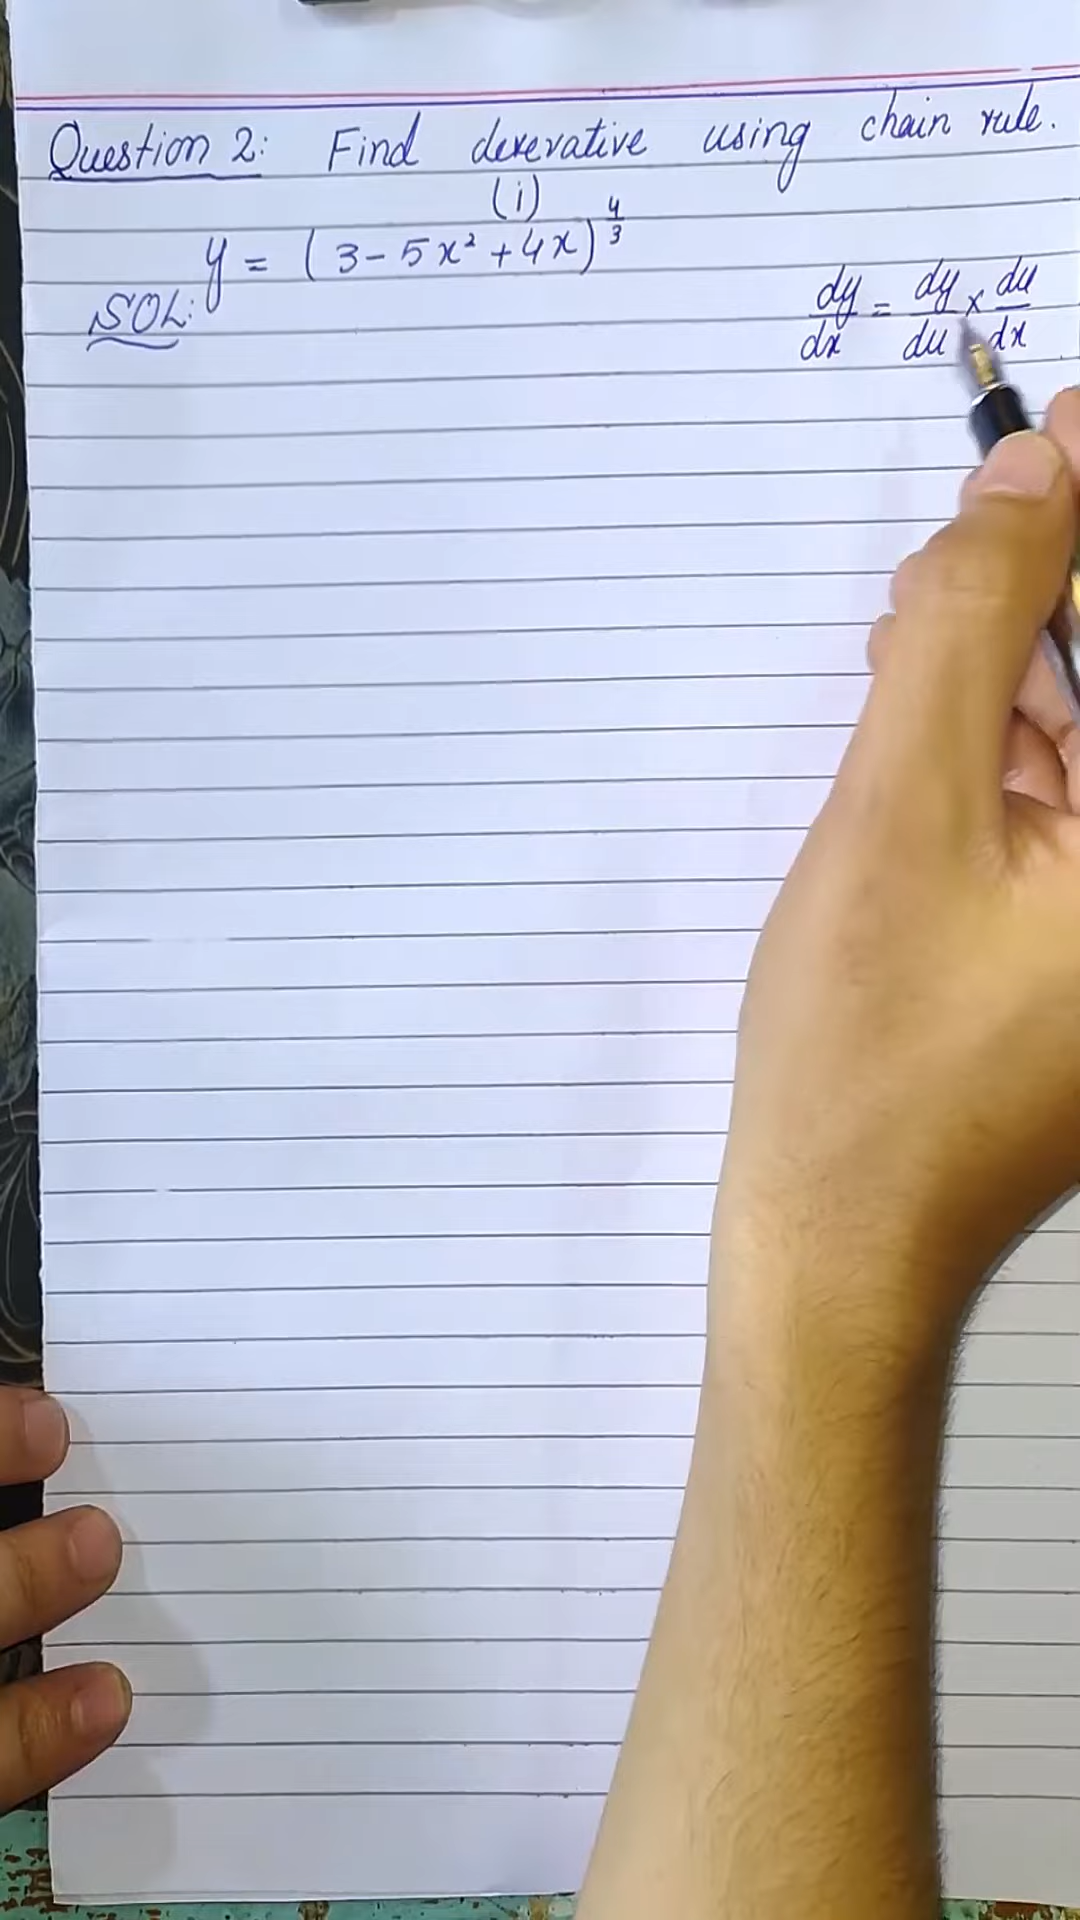 Question 2: Find derevative using chain rule.
(i)
y = (3-5x²+4x)^4/3
SOL:
dy/dx = dy/du × du/dx